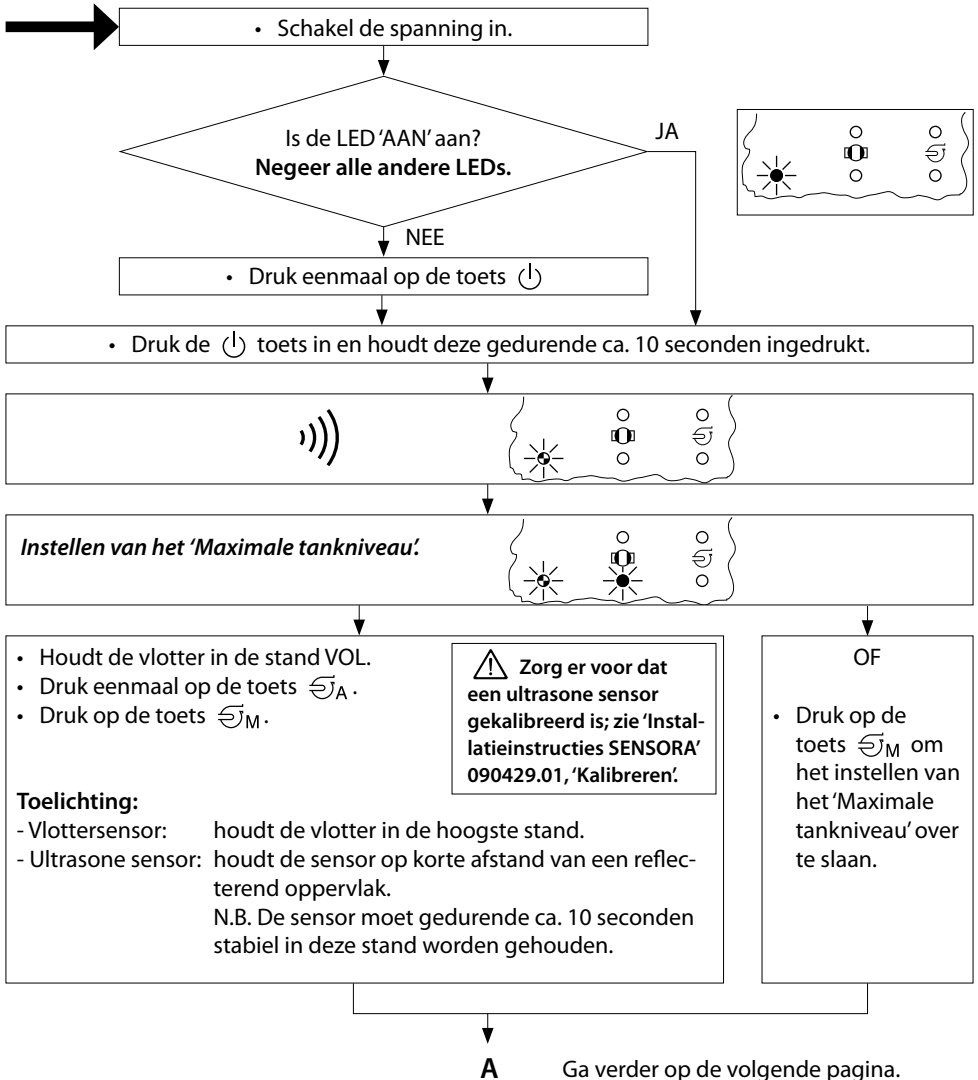 • Schakel de spanning in.
Is de LED ‘AAN’ aan?
Negeer alle andere LEDs.
JA
NEE
• Druk eenmaal op de toets
• Druk de toets in en houdt deze gedurende ca. 10 seconden ingedrukt.
Instellen van het ‘Maximale tankniveau’.
• Houdt de vlotter in de stand VOL.
• Druk eenmaal op de toets A.
• Druk op de toets M.
Zorg er voor dat
een ultrasone sensor
gekalibreerd is; zie ‘Instal-
latieinstructies SENSORA’
090429.01, ‘Kalibreren’.
Toelichting:
- Vlottersensor: houdt de vlotter in de hoogste stand.
- Ultrasone sensor: houdt de sensor op korte afstand van een reflec-
terend oppervlak.
N.B. De sensor moet gedurende ca. 10 seconden
stabiel in deze stand worden gehouden.
OF
• Druk op de
toets M om
het instellen van
het ‘Maximale
tankniveau’ over
te slaan.
A
Ga verder op de volgende pagina.